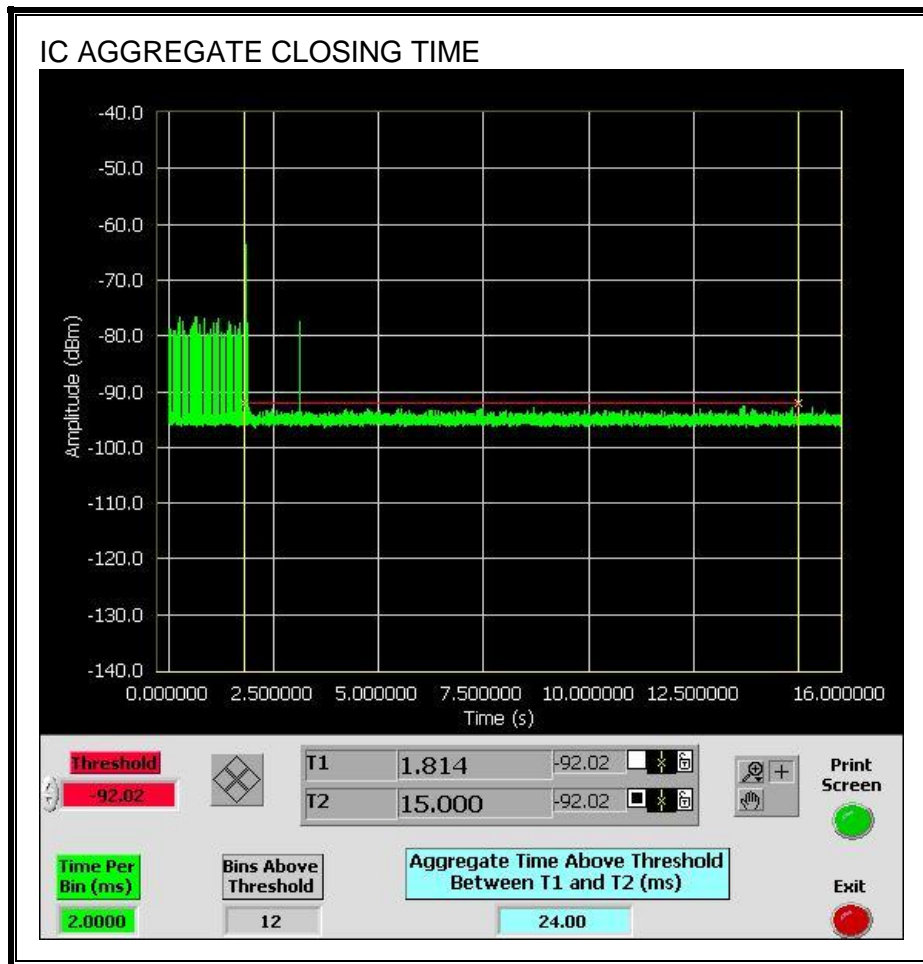 IC AGGREGATE CLOSING TIME
-40.0
-50.0
-60.0
-70.0
-80.0
-90.0
-100.0
-110.0
-120.0
-130.0
-140.0
Amplitude (dBm)
0.000000 2.500000 5.000000 7.500000 10.000000 12.500000 16.000000
Time (s)
Threshold
-92.02
T1 1.814 -92.02
T2 15.000 -92.02
Print
Screen
Time Per
Bin (ms)
2.0000
Bins Above
Threshold
12
Aggregate Time Above Threshold
Between T1 and T2 (ms)
24.00
Exit